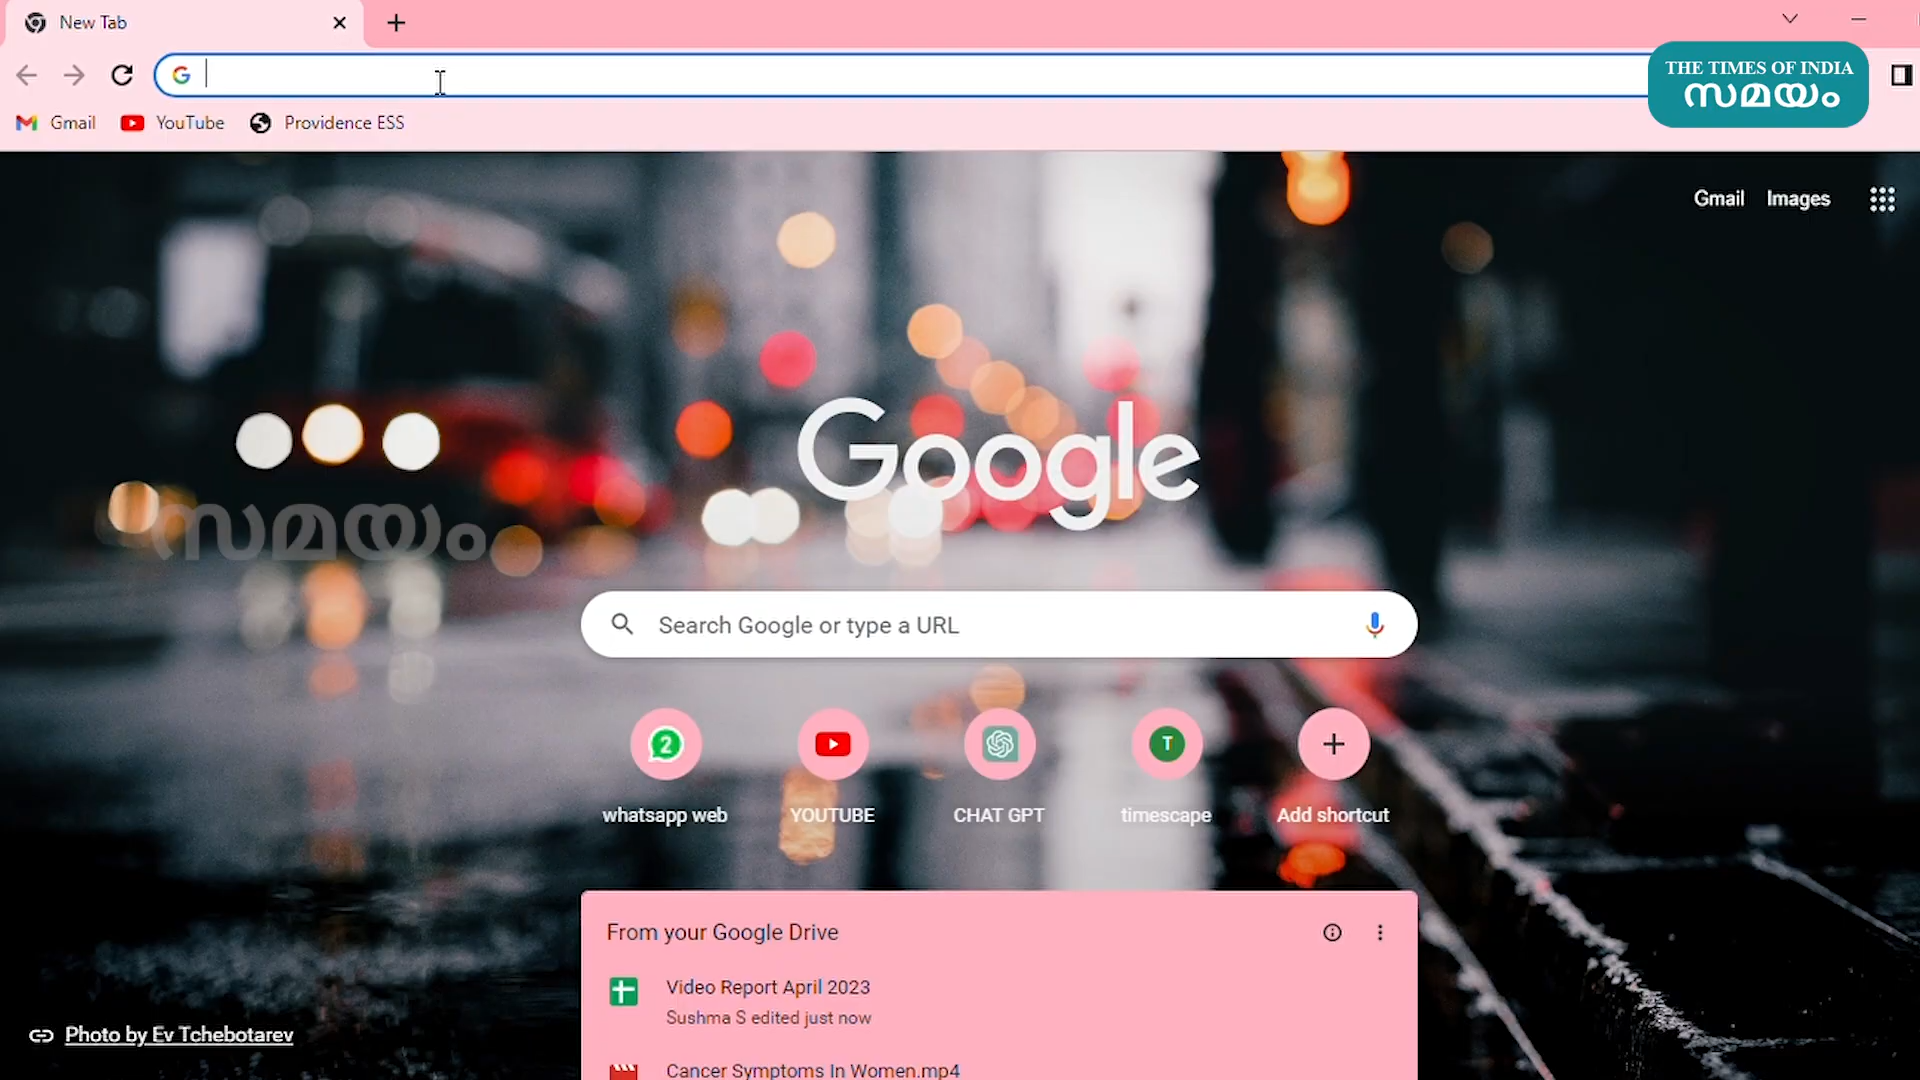 New Tab
THE TIMES OF INDIA
സമയം
Gmail
YouTube
Providence ESS
Gmail
Images
Google
സമയം
Search Google or type a URL
2
T
whatsapp web
YOUTUBE
CHAT GPT
timescape
Add shortcut
From your Google Drive
Video Report April 2023
Sushma S edited just now
Cancer Symptoms In Women.mp4
Photo by Ev Tchebotarev